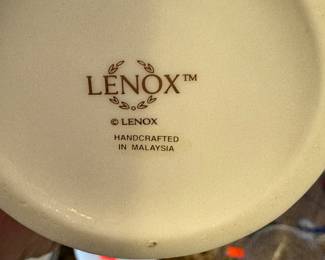 LENOX™
© LENOX
HANDCRAFTED
IN MALAYSIA